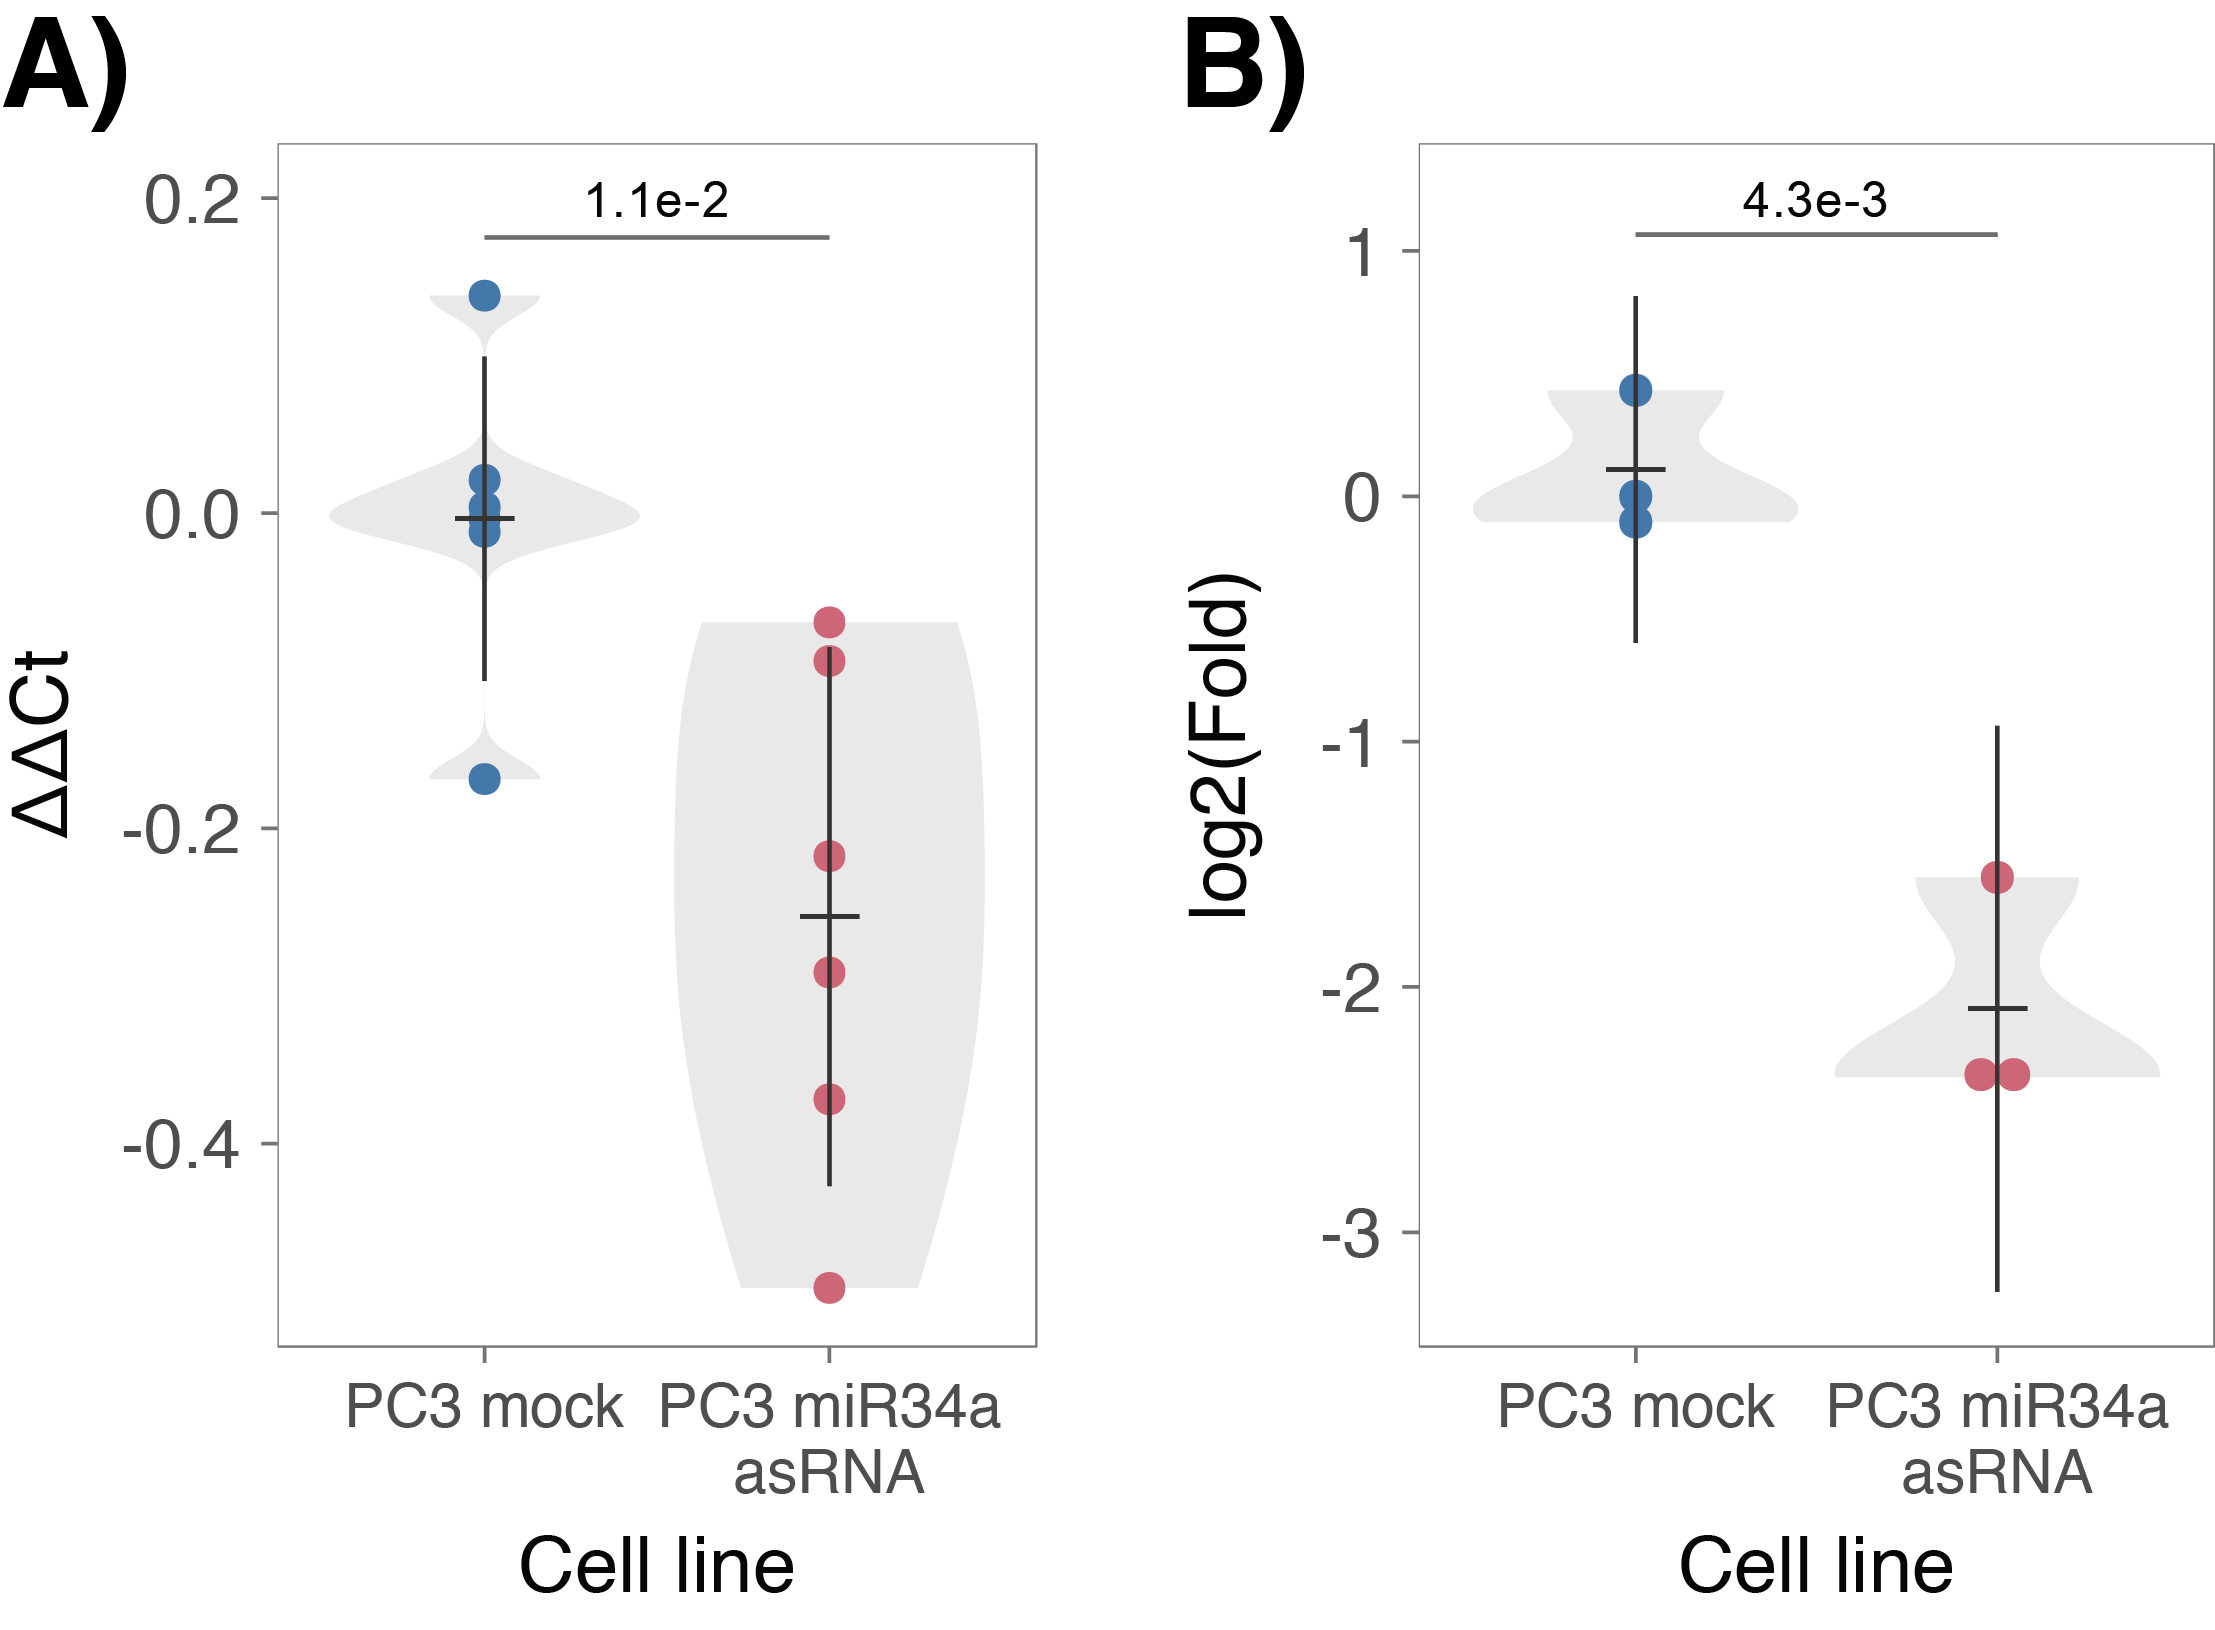 A)
ΔΔCt
0.2
0.0
-0.2
-0.4
1.1e-2
PC3 mock
PC3 miR34a
asRNA
Cell line
B)
log2(Fold)
1
0
-1
-2
-3
4.3e-3
PC3 mock
PC3 miR34a
asRNA
Cell line